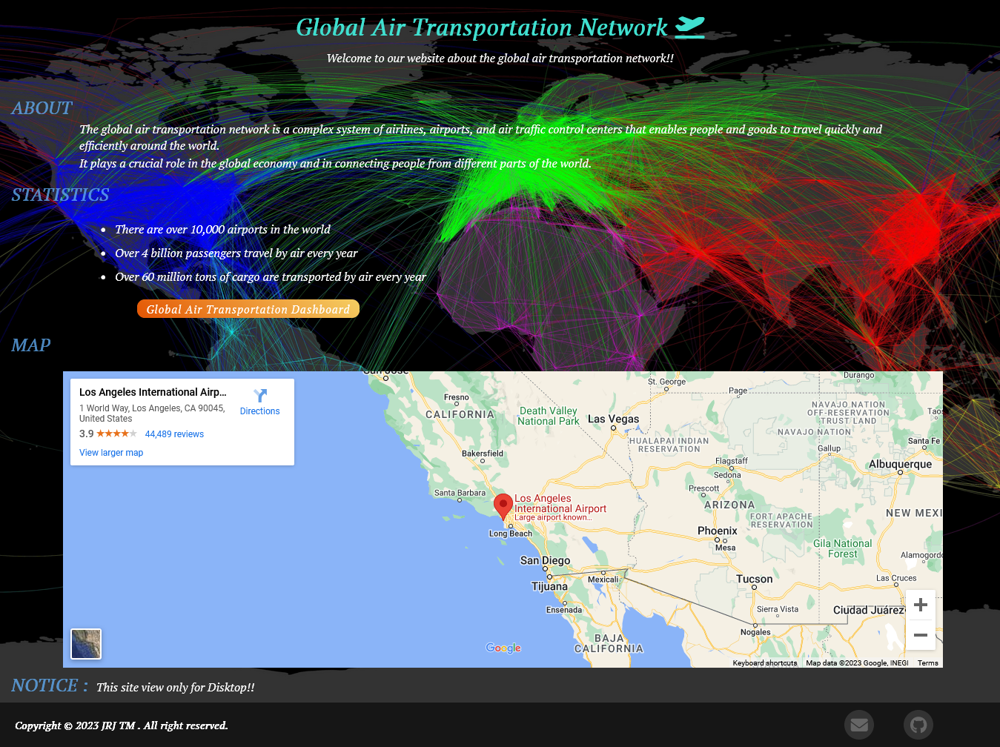 Global Air Transportation Network
Welcome to our website about the global air transportation network!!
ABOUT
The global air transportation network is a complex system of airlines, airports, and air traffic control centers that enables people and goods to travel quickly and
efficiently around the world.
It plays a crucial role in the global economy and in connecting people from different parts of the world.
STATISTICS
• There are over 10,000 airports in the world
• Over 4 billion passengers travel by air every year
• Over 60 million tons of cargo are transported by air every year
Global Air Transportation Dashboard
MAP
Los Angeles International Airp...
1 World Way, Los Angeles, CA 90045,
United States
Directions
3.9 44,489 reviews
View larger map
San Jose
Fresno
CALIFORNIA
Death Valley
National Park
Las Vegas
St. George
Page
Durango
NAVAJO NATION
OFF-RESERVATION
TRUST LAND
Taos
NAVAJO NATION
HUALAPAI INDIAN
RESERVATION
Bakersfield
Gallup
Santa Fe
Flagstaff
Albuquerque
Sedona
Santa Barbara
Prescott
Los Angeles
International Airport
Large airport known...
ARIZONA
FORT APACHE
RESERVATION
NEW MEXI
Long Beach
Phoenix
Mesa
Gila National
Forest
Alamogordo
San Diego
Tijuana
Mexicali
Tucson
Las Cruces
Ensenada
Sierra Vista
Ciudad Juárez
Nogales
BAJA
CALIFORNIA
Google
Keyboard shortcuts Map data ©2023 Google, INEGI Terms
NOTICE : This site view only for Disktop!!
Copyright © 2023 JRJ TM . All right reserved.